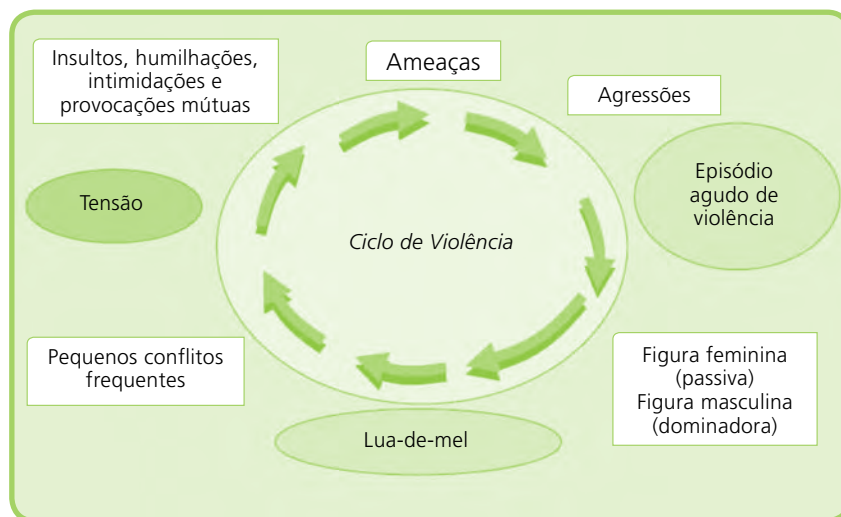 Insultos, humilhações,
intimidações e
provocações mútuas
Ameaças
Agressões
Tensão
Episódio
agudo de
violência
Ciclo de Violência
Pequenos conflitos
frequentes
Figura feminina
(passiva)
Figura masculina
(dominadora)
Lua-de-mel